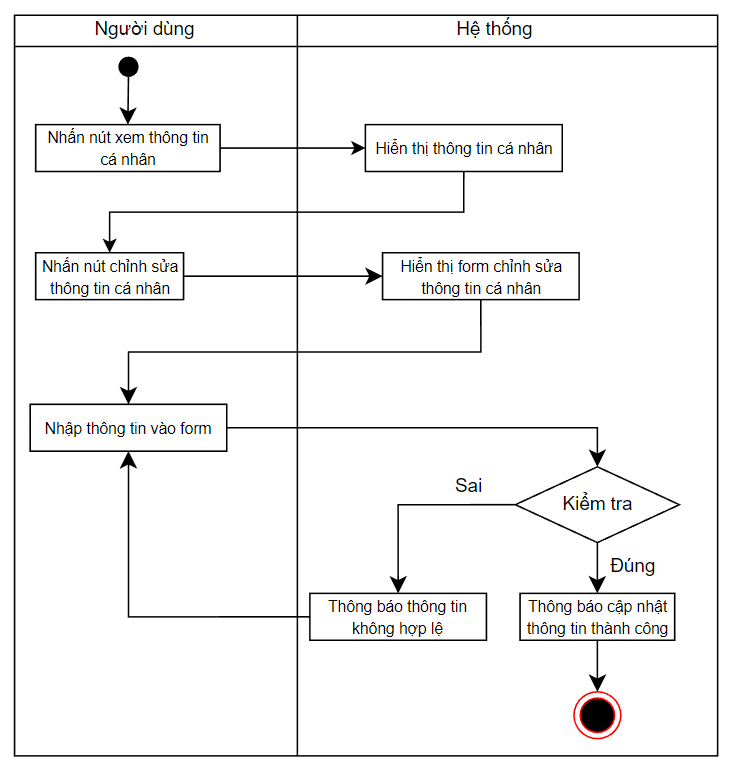 Người dùng
Hệ thống
Nhấn nút xem thông tin
cá nhân
Hiển thị thông tin cá nhân
Nhấn nút chỉnh sửa
thông tin cá nhân
Hiển thị form chỉnh sửa
thông tin cá nhân
Nhập thông tin vào form
Kiểm tra
Sai
Đúng
Thông báo thông tin
không hợp lệ
Thông báo cập nhật
thông tin thành công